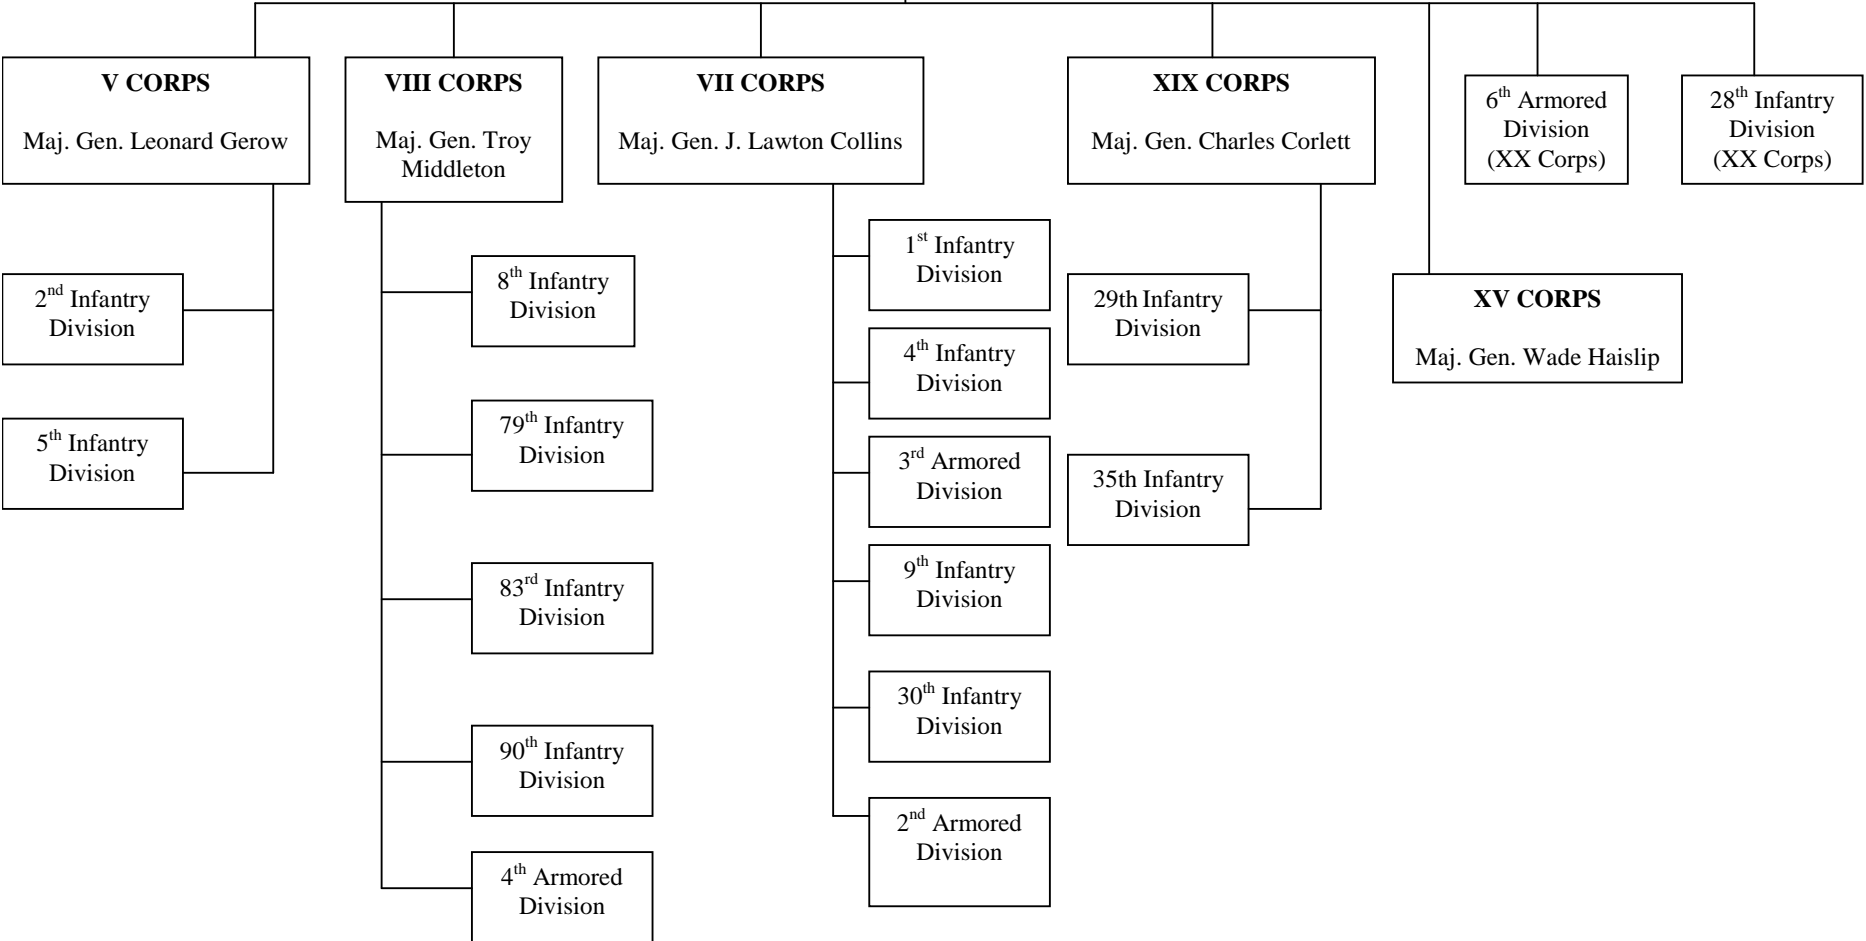 V CORPS
Maj. Gen. Leonard Gerow
2nd Infantry
Division
5th Infantry
Division
VIII CORPS
Maj. Gen. Troy
Middleton
8th Infantry
Division
79th Infantry
Division
83rd Infantry
Division
90th Infantry
Division
4th Armored
Division
VII CORPS
Maj. Gen. J. Lawton Collins
1st Infantry
Division
4th Infantry
Division
3rd Armored
Division
9th Infantry
Division
30th Infantry
Division
2nd Armored
Division
XIX CORPS
Maj. Gen. Charles Corlett
29th Infantry
Division
35th Infantry
Division
XV CORPS
Maj. Gen. Wade Haislip
6th Armored
Division
(XX Corps)
28th Infantry
Division
(XX Corps)